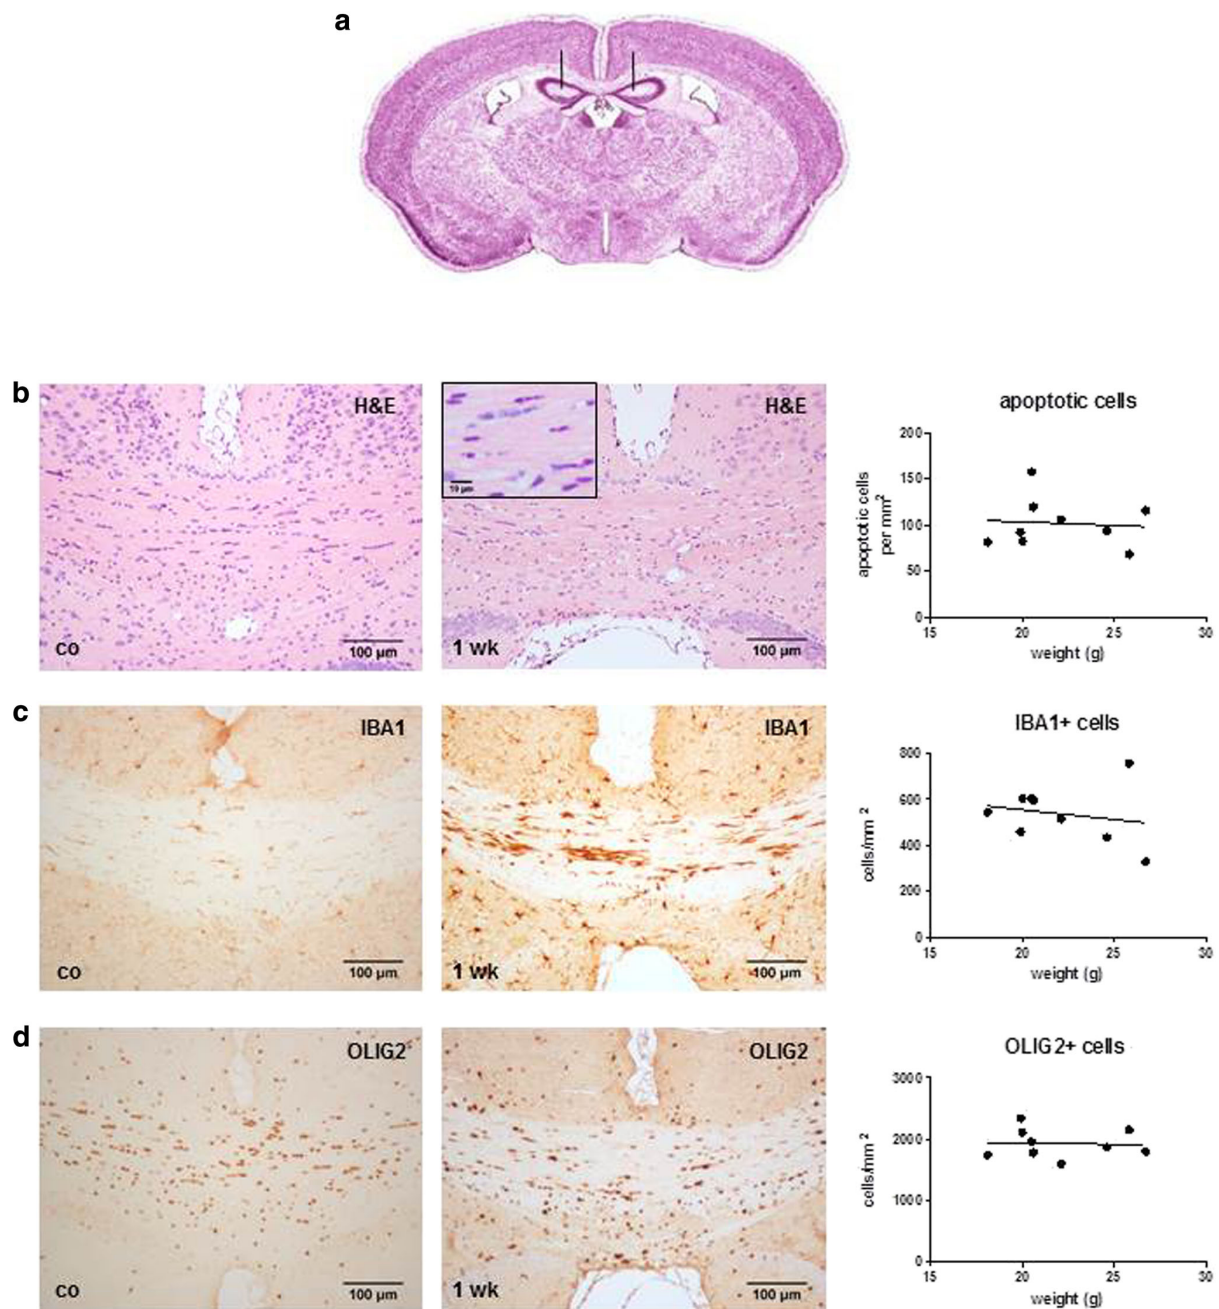 a
b
H&E
co
100 µm
10 µm
H&E
1 wk
100 µm
apoptotic cells
apoptotic cells
per mm²
200
150
100
50
0
15
20
25
30
weight (g)
c
IBA1
co
100 µm
IBA1
1 wk
100 µm
IBA1+ cells
cells/mm²
800
600
400
200
0
15
20
25
30
weight (g)
d
OLIG2
co
100 µm
OLIG2
1 wk
100 µm
OLIG2+ cells
cells/mm²
3000
2000
1000
0
15
20
25
30
weight (g)